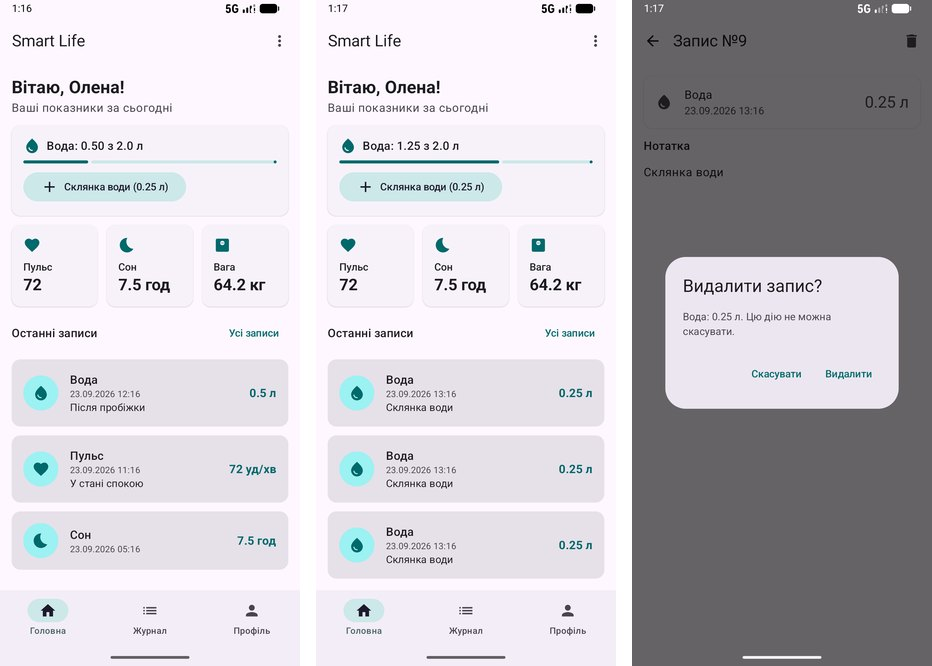 1:16
5G
Smart Life
Вітаю, Олена!
Ваші показники за сьогодні
Вода: 0.50 з 2.0 л
Склянка води (0.25 л)
Пульс
72
Сон
7.5 год
Вага
64.2 кг
Останні записи
Усі записи
Вода
23.09.2026 12:16
Після пробіжки
0.5 л
Пульс
23.09.2026 11:16
У стані спокою
72 уд/хв
Сон
23.09.2026 05:16
7.5 год
Головна
Журнал
Профіль
1:17
5G
Smart Life
Вітаю, Олена!
Ваші показники за сьогодні
Вода: 1.25 з 2.0 л
Склянка води (0.25 л)
Пульс
72
Сон
7.5 год
Вага
64.2 кг
Останні записи
Усі записи
Вода
23.09.2026 13:16
Склянка води
0.25 л
Вода
23.09.2026 13:16
Склянка води
0.25 л
Вода
23.09.2026 13:16
Склянка води
0.25 л
Головна
Журнал
Профіль
1:17
5G
Запис №9
Вода
23.09.2026 13:16
0.25 л
Нотатка
Склянка води
Видалити запис?
Вода: 0.25 л. Цю дію не можна
скасувати.
Скасувати
Видалити